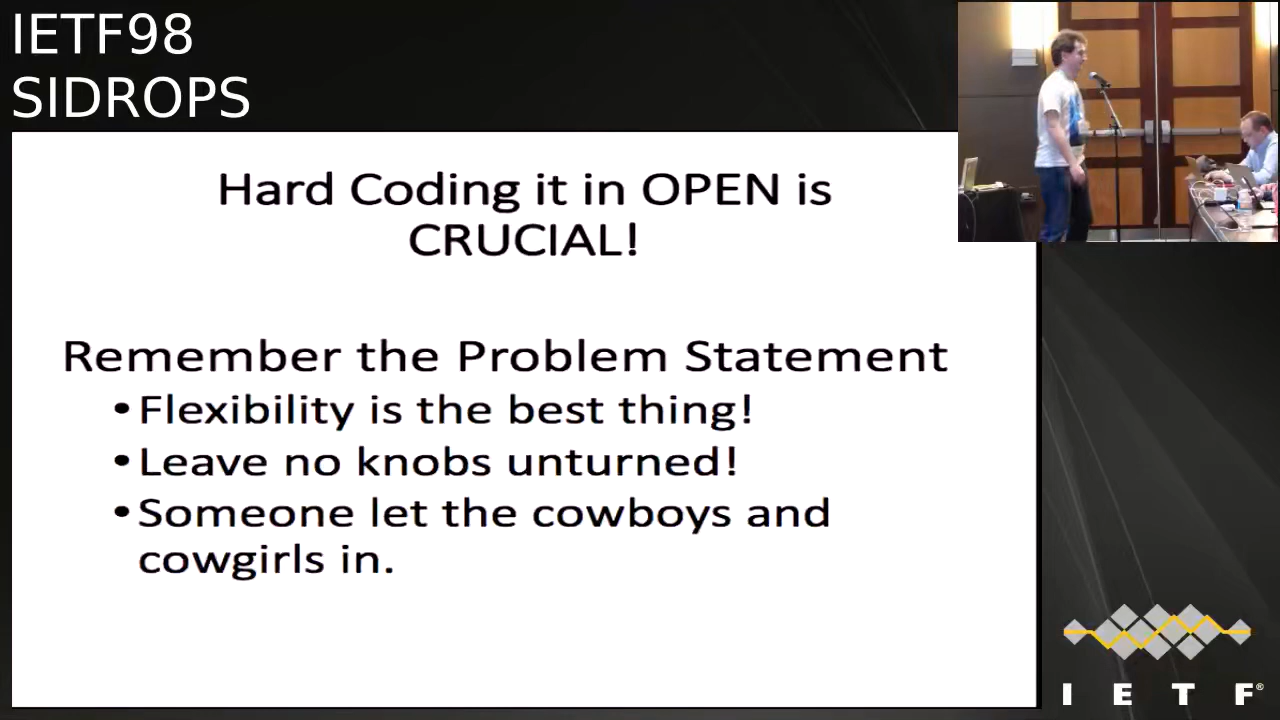 IETF98
SIDROPS
Hard Coding it in OPEN is
CRUCIAL!
Remember the Problem Statement
•Flexibility is the best thing!
•Leave no knobs unturned!
•Someone let the cowboys and
cowgirls in.
I E T F®